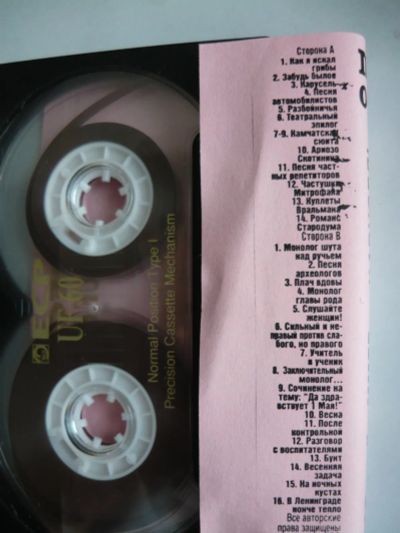 Сторона А
1. Как я искал
грибы
2. Забудь былое
3. Карусель
4. Песня
автомобилистов
5. Разбойничья
6. Театральный
эпилог
7-9. Камчатская
сюита
10. Ариозо
Скотинина
11. Песня част-
ных репетиторов
12. Частушки
Митрофана
13. Куплеты
Вральмана
14. Романс
Стародума
Сторона В
1. Монолог шута
над ручьем
2. Песня
археологов
3. Плач вдовы
4. Монолог
главы рода
5. Слушайте
женщин!
6. Сильный и не-
правый против сла-
бого, но правого
7. Учитель
и ученик
8. Заключительный
монолог...
9. Сочинение на
тему: "Да здра-
вствует 1 Мая!"
10. Весна
11. После
контрольной
12. Разговор
с воспитателями
13. Бунт
14. Весенняя
задача
15. На ночных
кустах
16. В Ленинграде
нонче тепло
Все авторские
права защищены
ECP
UT-60
Normal Position Type I
Precision Cassette Mechanism